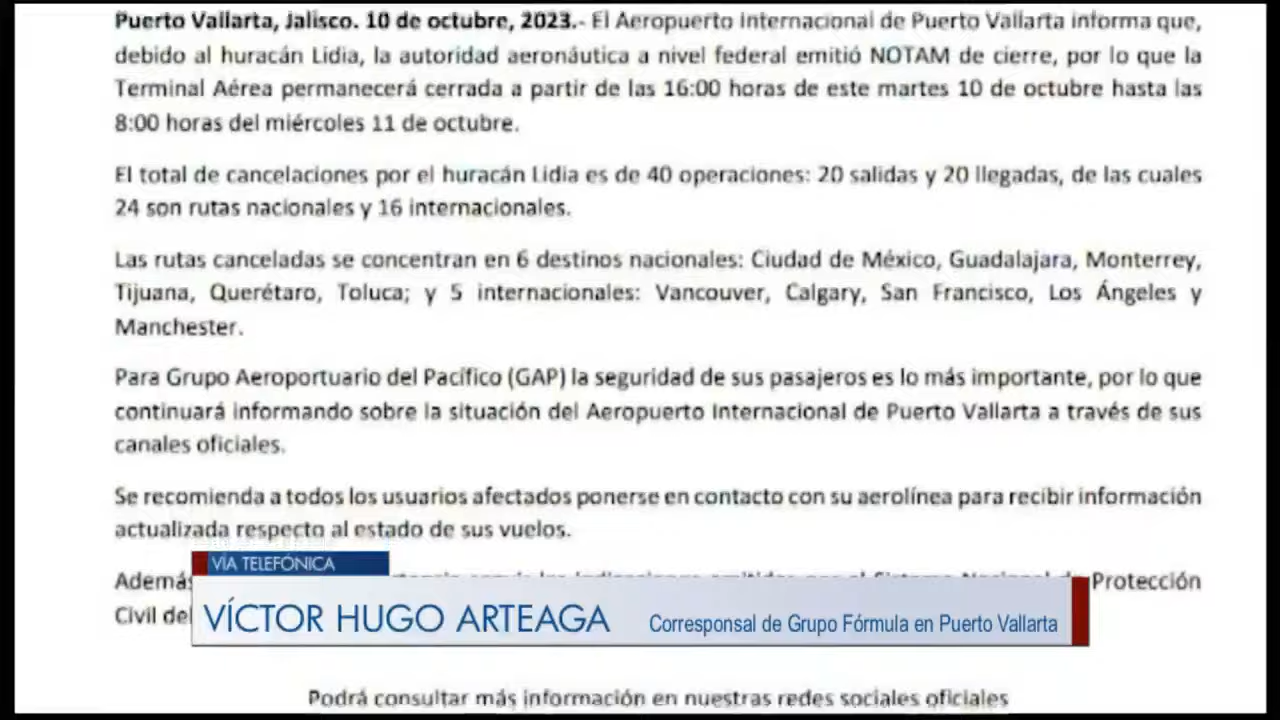 Puerto Vallarta, Jalisco. 10 de octubre, 2023.- El Aeropuerto Internacional de Puerto Vallarta informa que,
debido al huracán Lidia, la autoridad aeronáutica a nivel federal emitió NOTAM de cierre, por lo que la
Terminal Aérea permanecerá cerrada a partir de las 16:00 horas de este martes 10 de octubre hasta las
8:00 horas del miércoles 11 de octubre.
El total de cancelaciones por el huracán Lidia es de 40 operaciones: 20 salidas y 20 llegadas, de las cuales
24 son rutas nacionales y 16 internacionales.
Las rutas canceladas se concentran en 6 destinos nacionales: Ciudad de México, Guadalajara, Monterrey,
Tijuana, Querétaro, Toluca; y 5 internacionales: Vancouver, Calgary, San Francisco, Los Ángeles y
Manchester.
Para Grupo Aeroportuario del Pacífico (GAP) la seguridad de sus pasajeros es lo más importante, por lo que
continuará informando sobre la situación del Aeropuerto Internacional de Puerto Vallarta a través de sus
canales oficiales.
Se recomienda a todos los usuarios afectados ponerse en contacto con su aerolínea para recibir información
actualizada respecto al estado de sus vuelos.
VÍA TELEFÓNICA
Además Protección
Civil del
VÍCTOR HUGO ARTEAGA Corresponsal de Grupo Fórmula en Puerto Vallarta
Podrá consultar más información en nuestras redes sociales oficiales